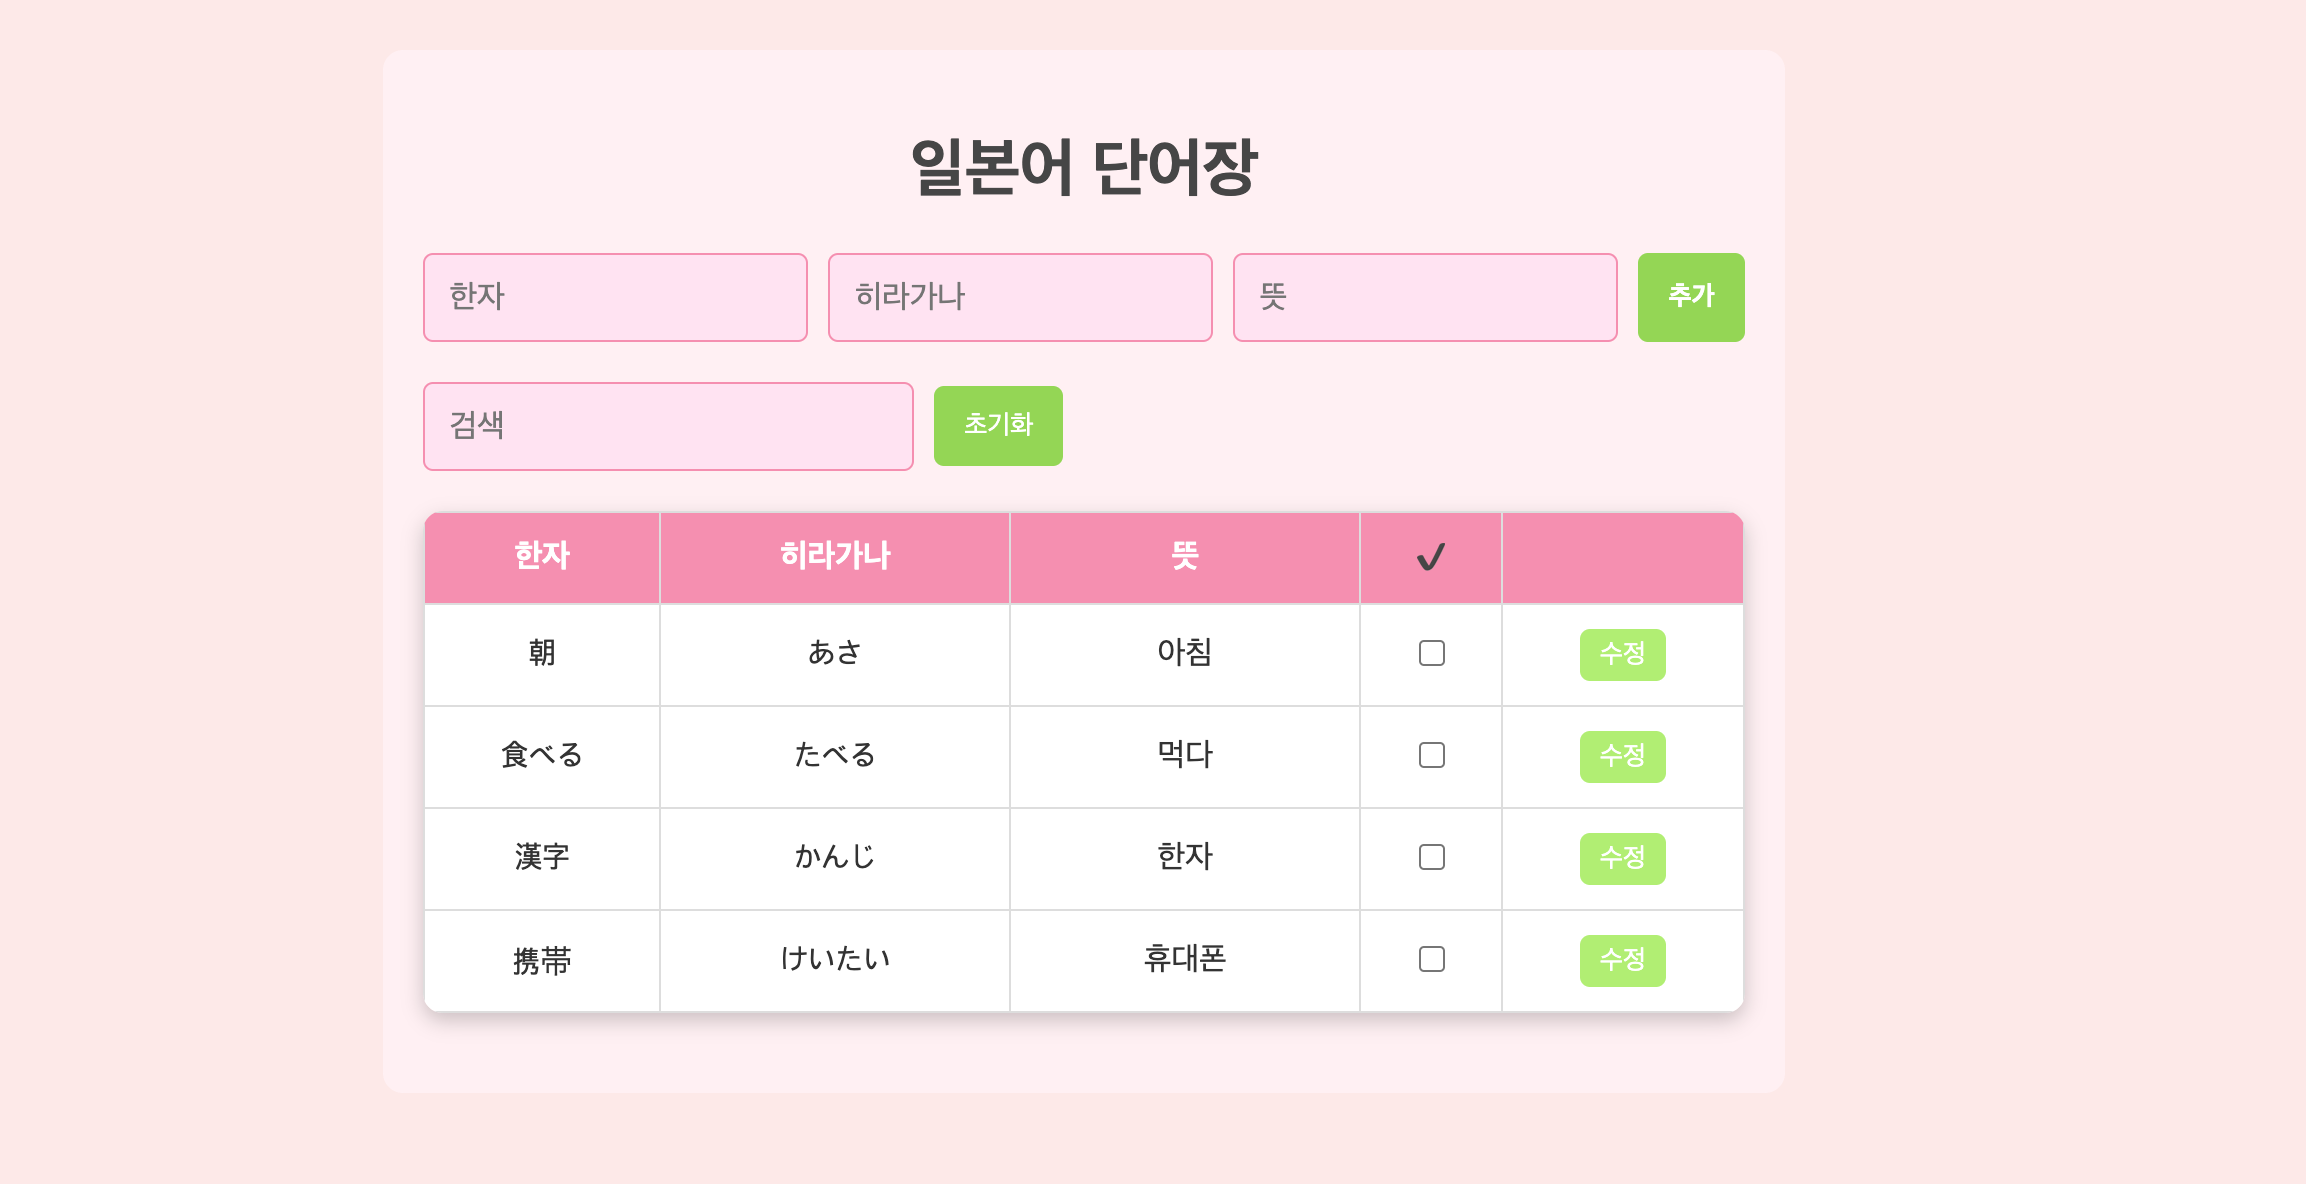 일본어 단어장
한자 히라가나 뜻 추가
검색 초기화
한자 히라가나 뜻 ✔
朝 あさ 아침 수정
食べる たべる 먹다 수정
漢字 かんじ 한자 수정
携帯 けいたい 휴대폰 수정